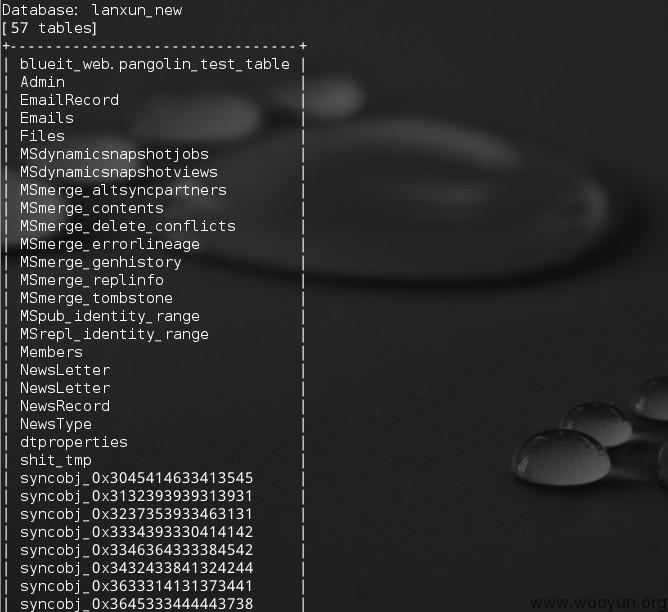 Database: lanxun_new
[57 tables]
+--------------------------------+
| blueit_web.pangolin_test_table |
| Admin |
| EmailRecord |
| Emails |
| Files |
| MSdynamicsnapshotjobs |
| MSdynamicsnapshotviews |
| MSmerge_altsyncpartners |
| MSmerge_contents |
| MSmerge_delete_conflicts |
| MSmerge_errorlineage |
| MSmerge_genhistory |
| MSmerge_replinfo |
| MSmerge_tombstone |
| MSpub_identity_range |
| MSrepl_identity_range |
| Members |
| NewsLetter |
| NewsLetter |
| NewsRecord |
| NewsType |
| dtproperties |
| shit_tmp |
| syncobj_0x3045414633413545 |
| syncobj_0x3132393939313931 |
| syncobj_0x3237353933463131 |
| syncobj_0x3334393330414142 |
| syncobj_0x3346364333384542 |
| syncobj_0x3432433841324244 |
| syncobj_0x3633314131373441 |
| syncobj_0x3645333444443738 |
www.wooyun.org